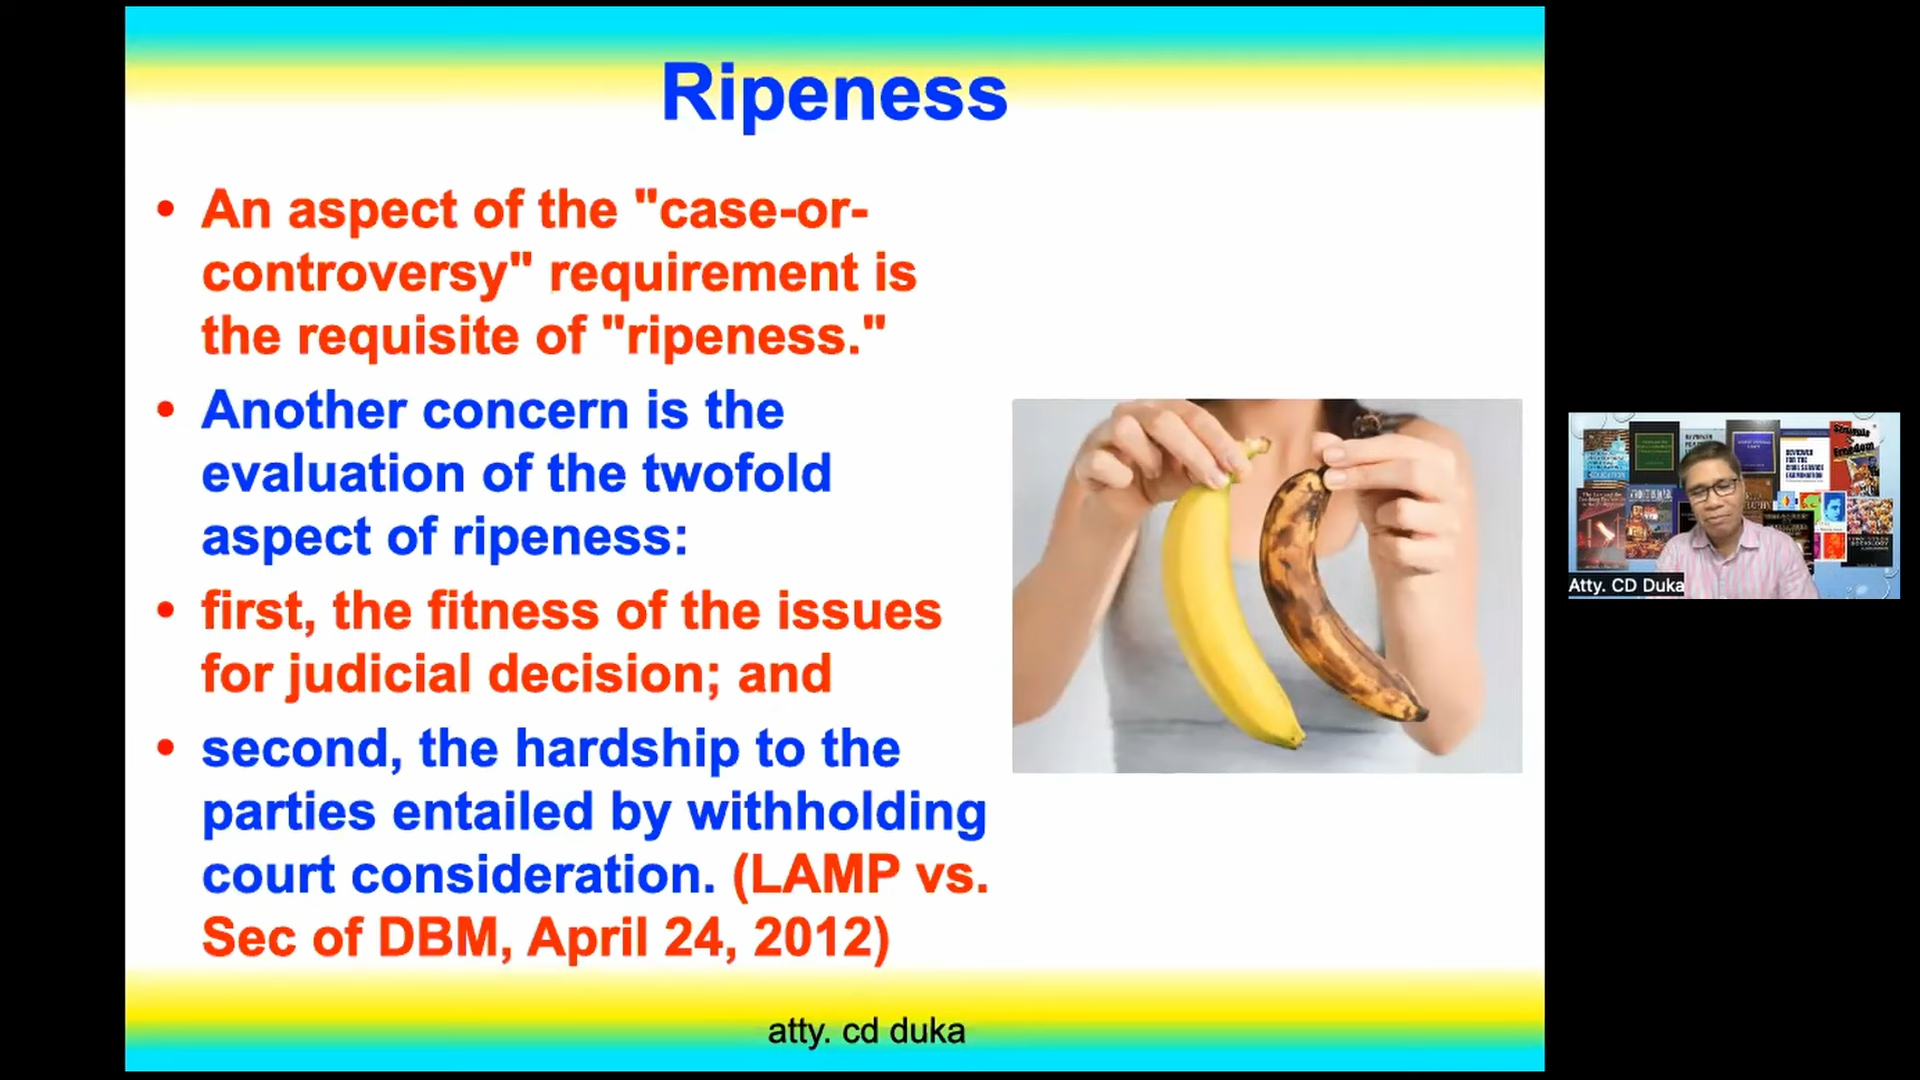 Ripeness
• An aspect of the "case-or-
controversy" requirement is
the requisite of "ripeness."
• Another concern is the
evaluation of the twofold
aspect of ripeness:
• first, the fitness of the issues
for judicial decision; and
• second, the hardship to the
parties entailed by withholding
court consideration. (LAMP vs.
Sec of DBM, April 24, 2012)
atty. cd duka
Atty. CD Duka